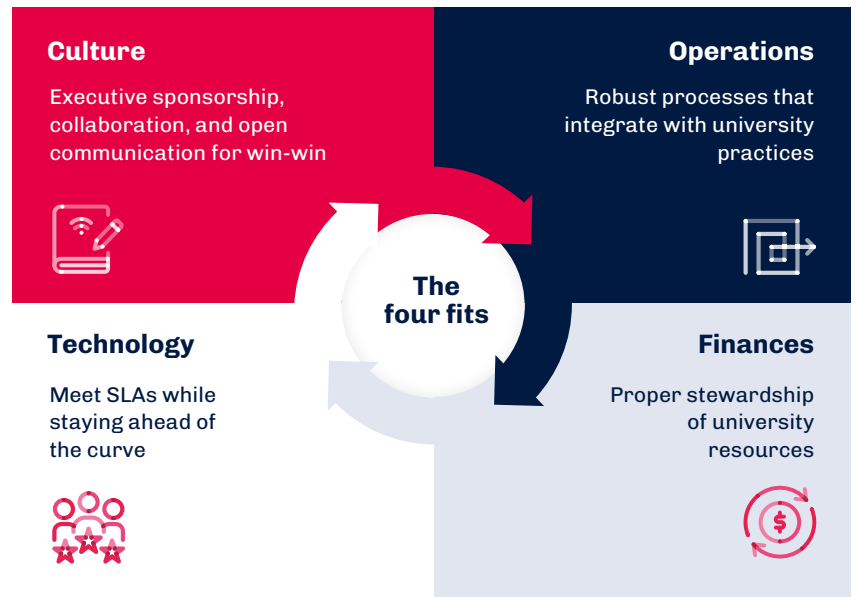 Culture
Executive sponsorship,
collaboration, and open
communication for win-win
Operations
Robust processes that
integrate with university
practices
The
four fits
Technology
Meet SLAs while
staying ahead of
the curve
Finances
Proper stewardship
of university
resources
$